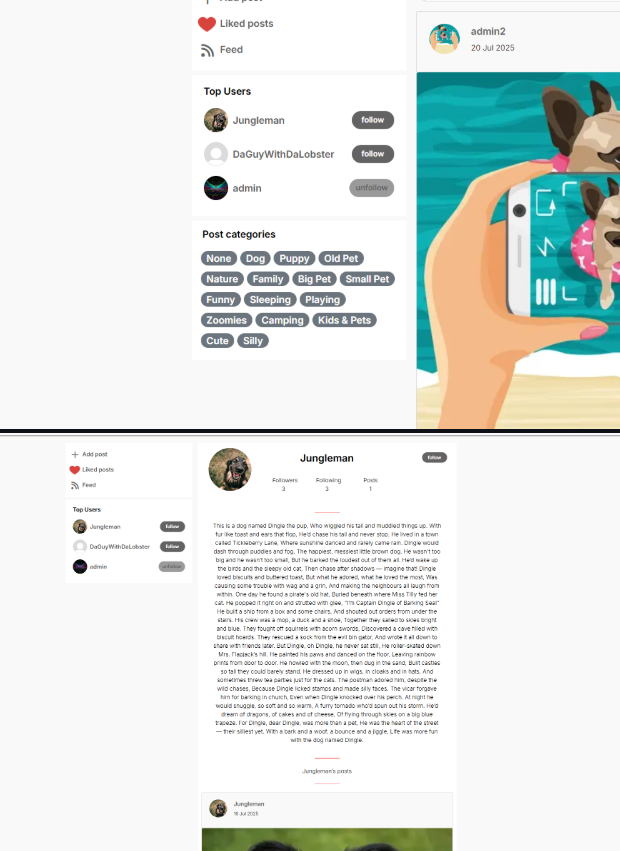 Add post
Liked posts
Feed
Top Users
Jungleman follow
DaGuyWithDaLobster follow
admin unfollow
Post categories
None Dog Puppy Old Pet
Nature Family Big Pet Small Pet
Funny Sleeping Playing
Zoomies Camping Kids & Pets
Cute Silly
admin2
20 Jul 2025
Add post
Liked posts
Feed
Top Users
Jungleman follow
DaGuyWithDaLobster follow
admin unfollow
Jungleman follow
Followers Following Posts
3 3 1
This is a dog named Dingle the pup, Who wiggled his tail and muddled things up. With
fur like toast and ears that flop, He'd chase his tail and never stop. He lived in a town
called Tickleberry Lane, Where sunshine danced and rarely came rain. Dingle would
dash through puddles and fog, The happiest, messiest little brown dog. He wasn't too
big and he wasn't too small, But he barked the loudest out of them all. He'd wake up
the birds and the sleepy old cat, Then chase after shadows — imagine that! Dingle
loved biscuits and buttered toast, But what he adored, what he loved the most, Was
causing some trouble with wag and a grin, And making the neighbours all laugh from
within. One day he found a pirate's old hat, Buried beneath where Miss Tilly fed her
cat. He popped it right on and strutted with glee, "I'm Captain Dingle of Barking Sea!"
He built a ship from a box and some chairs, And shouted out orders from under the
stairs. His crew was a mop, a duck and a shoe, Together they sailed to skies bright
and blue. They fought off squirrels with acorn swords, Discovered a cave filled with
biscuit hoards. They rescued a sock from the evil bin gator, And wrote it all down to
share with friends later. But Dingle, oh Dingle, he never sat still, He roller-skated down
Mrs. Flapjack's hill. He painted his paws and danced on the floor, Leaving rainbow
prints from door to door. He howled with the moon, then dug in the sand, Built castles
so tall they could barely stand. He dressed up in wigs, in cloaks and in hats, And
sometimes threw tea parties just for the cats. The postman adored him, despite the
wild chases, Because Dingle licked stamps and made silly faces. The vicar forgave
him for barking in church, Even when Dingle knocked over his perch. At night he
would snuggle, so soft and so warm, A furry tornado who'd spun out his storm. He'd
dream of dragons, of cakes and of cheese, Of flying through skies on a big blue
trapeze. For Dingle, dear Dingle, was more than a pet, He was the heart of the street
— their silliest yet. With a bark and a woof, a bounce and a jiggle, Life was more fun
with the dog named Dingle.
Jungleman's posts
Jungleman
16 Jul 2025